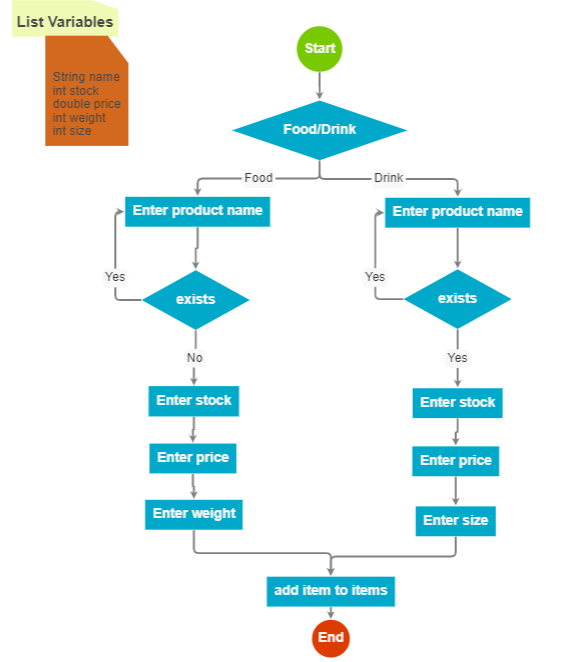 List Variables
String name
int stock
double price
int weight
int size
Start
Food/Drink
Food
Drink
Enter product name
Enter product name
Yes
exists
Yes
exists
No
Yes
Enter stock
Enter stock
Enter price
Enter price
Enter weight
Enter size
add item to items
End